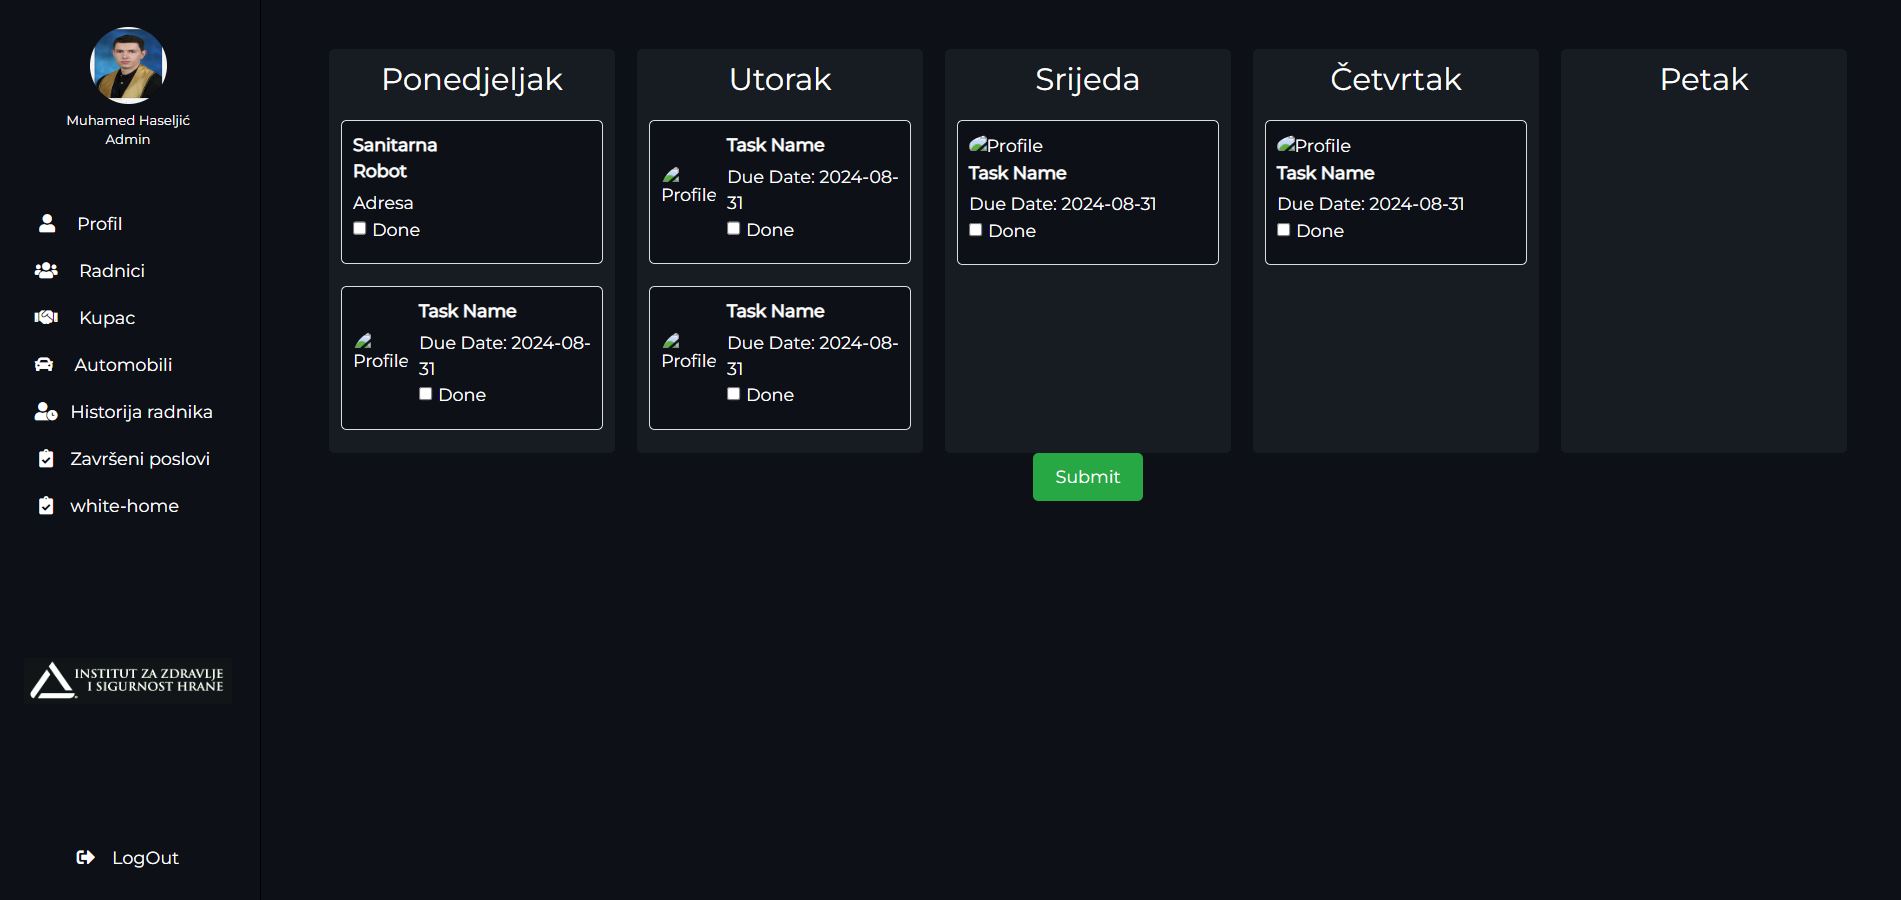 Muhamed Haseljić
Admin
Profil
Radnici
Kupac
Automobili
Historija radnika
Završeni poslovi
white-home
INSTITUT ZA ZDRAVLJE
I SIGURNOST HRANE
LogOut
Ponedjeljak
Sanitarna
Robot
Adresa
Done
Profile
Task Name
Due Date: 2024-08-
31
Done
Utorak
Profile
Task Name
Due Date: 2024-08-
31
Done
Profile
Task Name
Due Date: 2024-08-
31
Done
Srijeda
Profile
Task Name
Due Date: 2024-08-31
Done
Četvrtak
Profile
Task Name
Due Date: 2024-08-31
Done
Petak
Submit